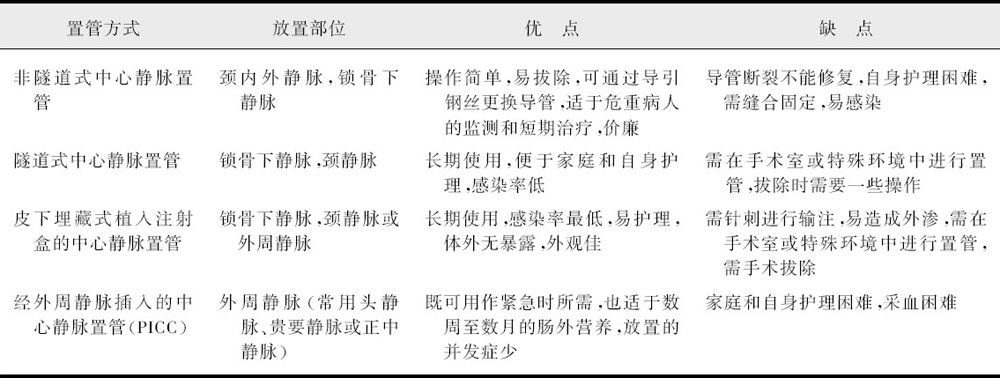 置管方式 放置部位 优 点 缺 点
非隧道式中心静脉置 颈内外静脉,锁骨下 操作简单,易拔除,可通过导引 导管断裂不能修复,自身护理困难,
管 静脉 钢丝更换导管,适于危重病人 需缝合固定,易感染
的监测和短期治疗,价廉
隧道式中心静脉置管 锁骨下静脉,颈静脉 长期使用,便于家庭和自身护 需在手术室或特殊环境中进行置
理,感染率低 管,拔除时需要一些操作
皮下埋藏式植入注射 锁骨下静脉,颈静脉或 长期使用,感染率最低,易护理, 需针刺进行输注,易造成外渗,需在
盒的中心静脉置管 外周静脉 体外无暴露,外观佳 手术室或特殊环境中进行置管,
需手术拔除
经外周静脉插入的中 外周静脉(常用头静 既可用作紧急时所需,也适于数 家庭和自身护理困难,采血困难
心静脉置管(PICC) 脉、贵要静脉或正中 周至数月的肠外营养,放置的
静脉) 并发症少